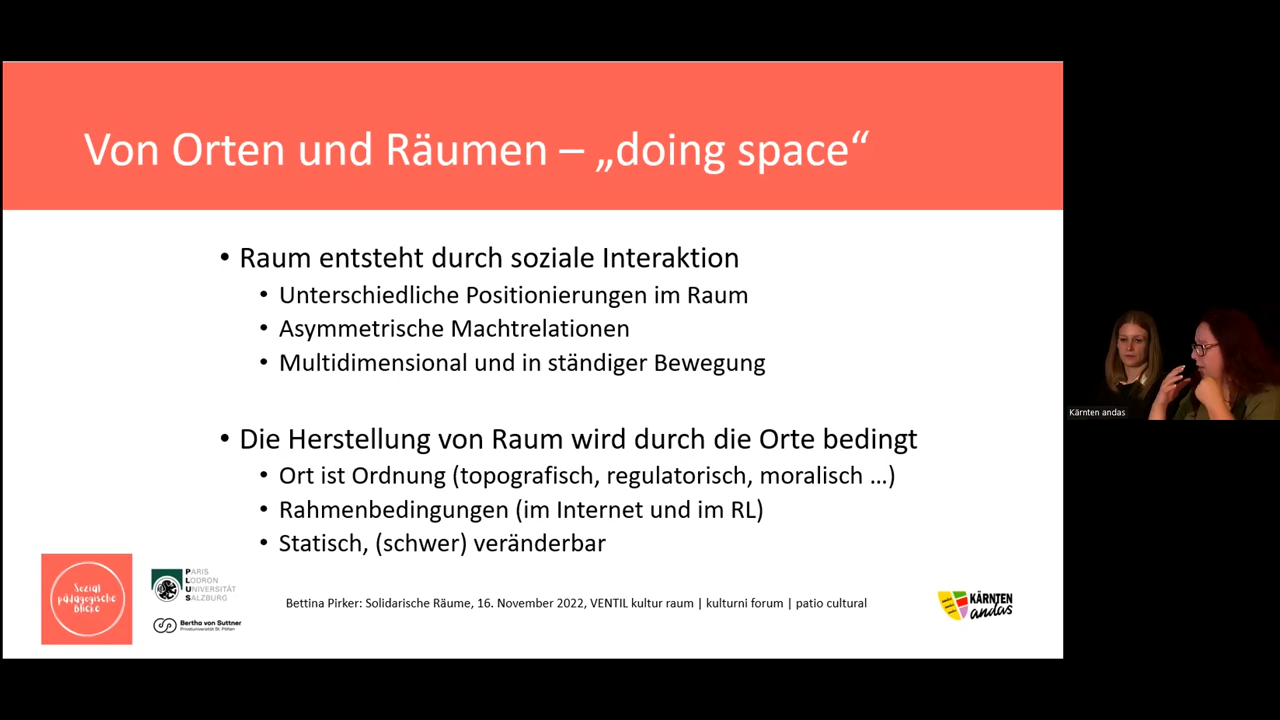 Von Orten und Räumen – „doing space“
• Raum entsteht durch soziale Interaktion
• Unterschiedliche Positionierungen im Raum
• Asymmetrische Machtrelationen
• Multidimensional und in ständiger Bewegung
• Die Herstellung von Raum wird durch die Orte bedingt
• Ort ist Ordnung (topografisch, regulatorisch, moralisch …)
• Rahmenbedingungen (im Internet und im RL)
• Statisch, (schwer) veränderbar
Sozial
pädagogische
Blicke
PARIS
LODRON
UNIVERSITÄT
SALZBURG
Bertha von Suttner
Privatuniversität St. Pölten
Bettina Pirker: Solidarische Räume, 16. November 2022, VENTIL kultur raum | kulturni forum | patio cultural
KÄRNTEN
andas
Kärnten andas